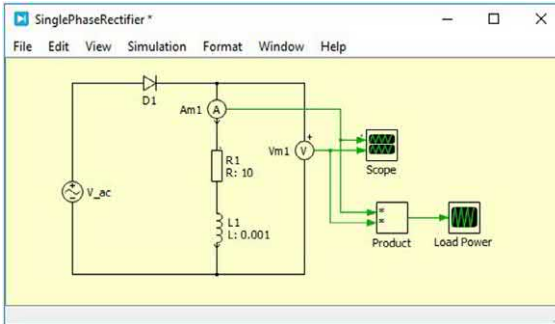 SinglePhaseRectifier *
File Edit View Simulation Format Window Help
D1
Am1 A
Vm1 V
+
R1
R: 10
Scope
V_ac
L1
L: 0.001
Product
Load Power